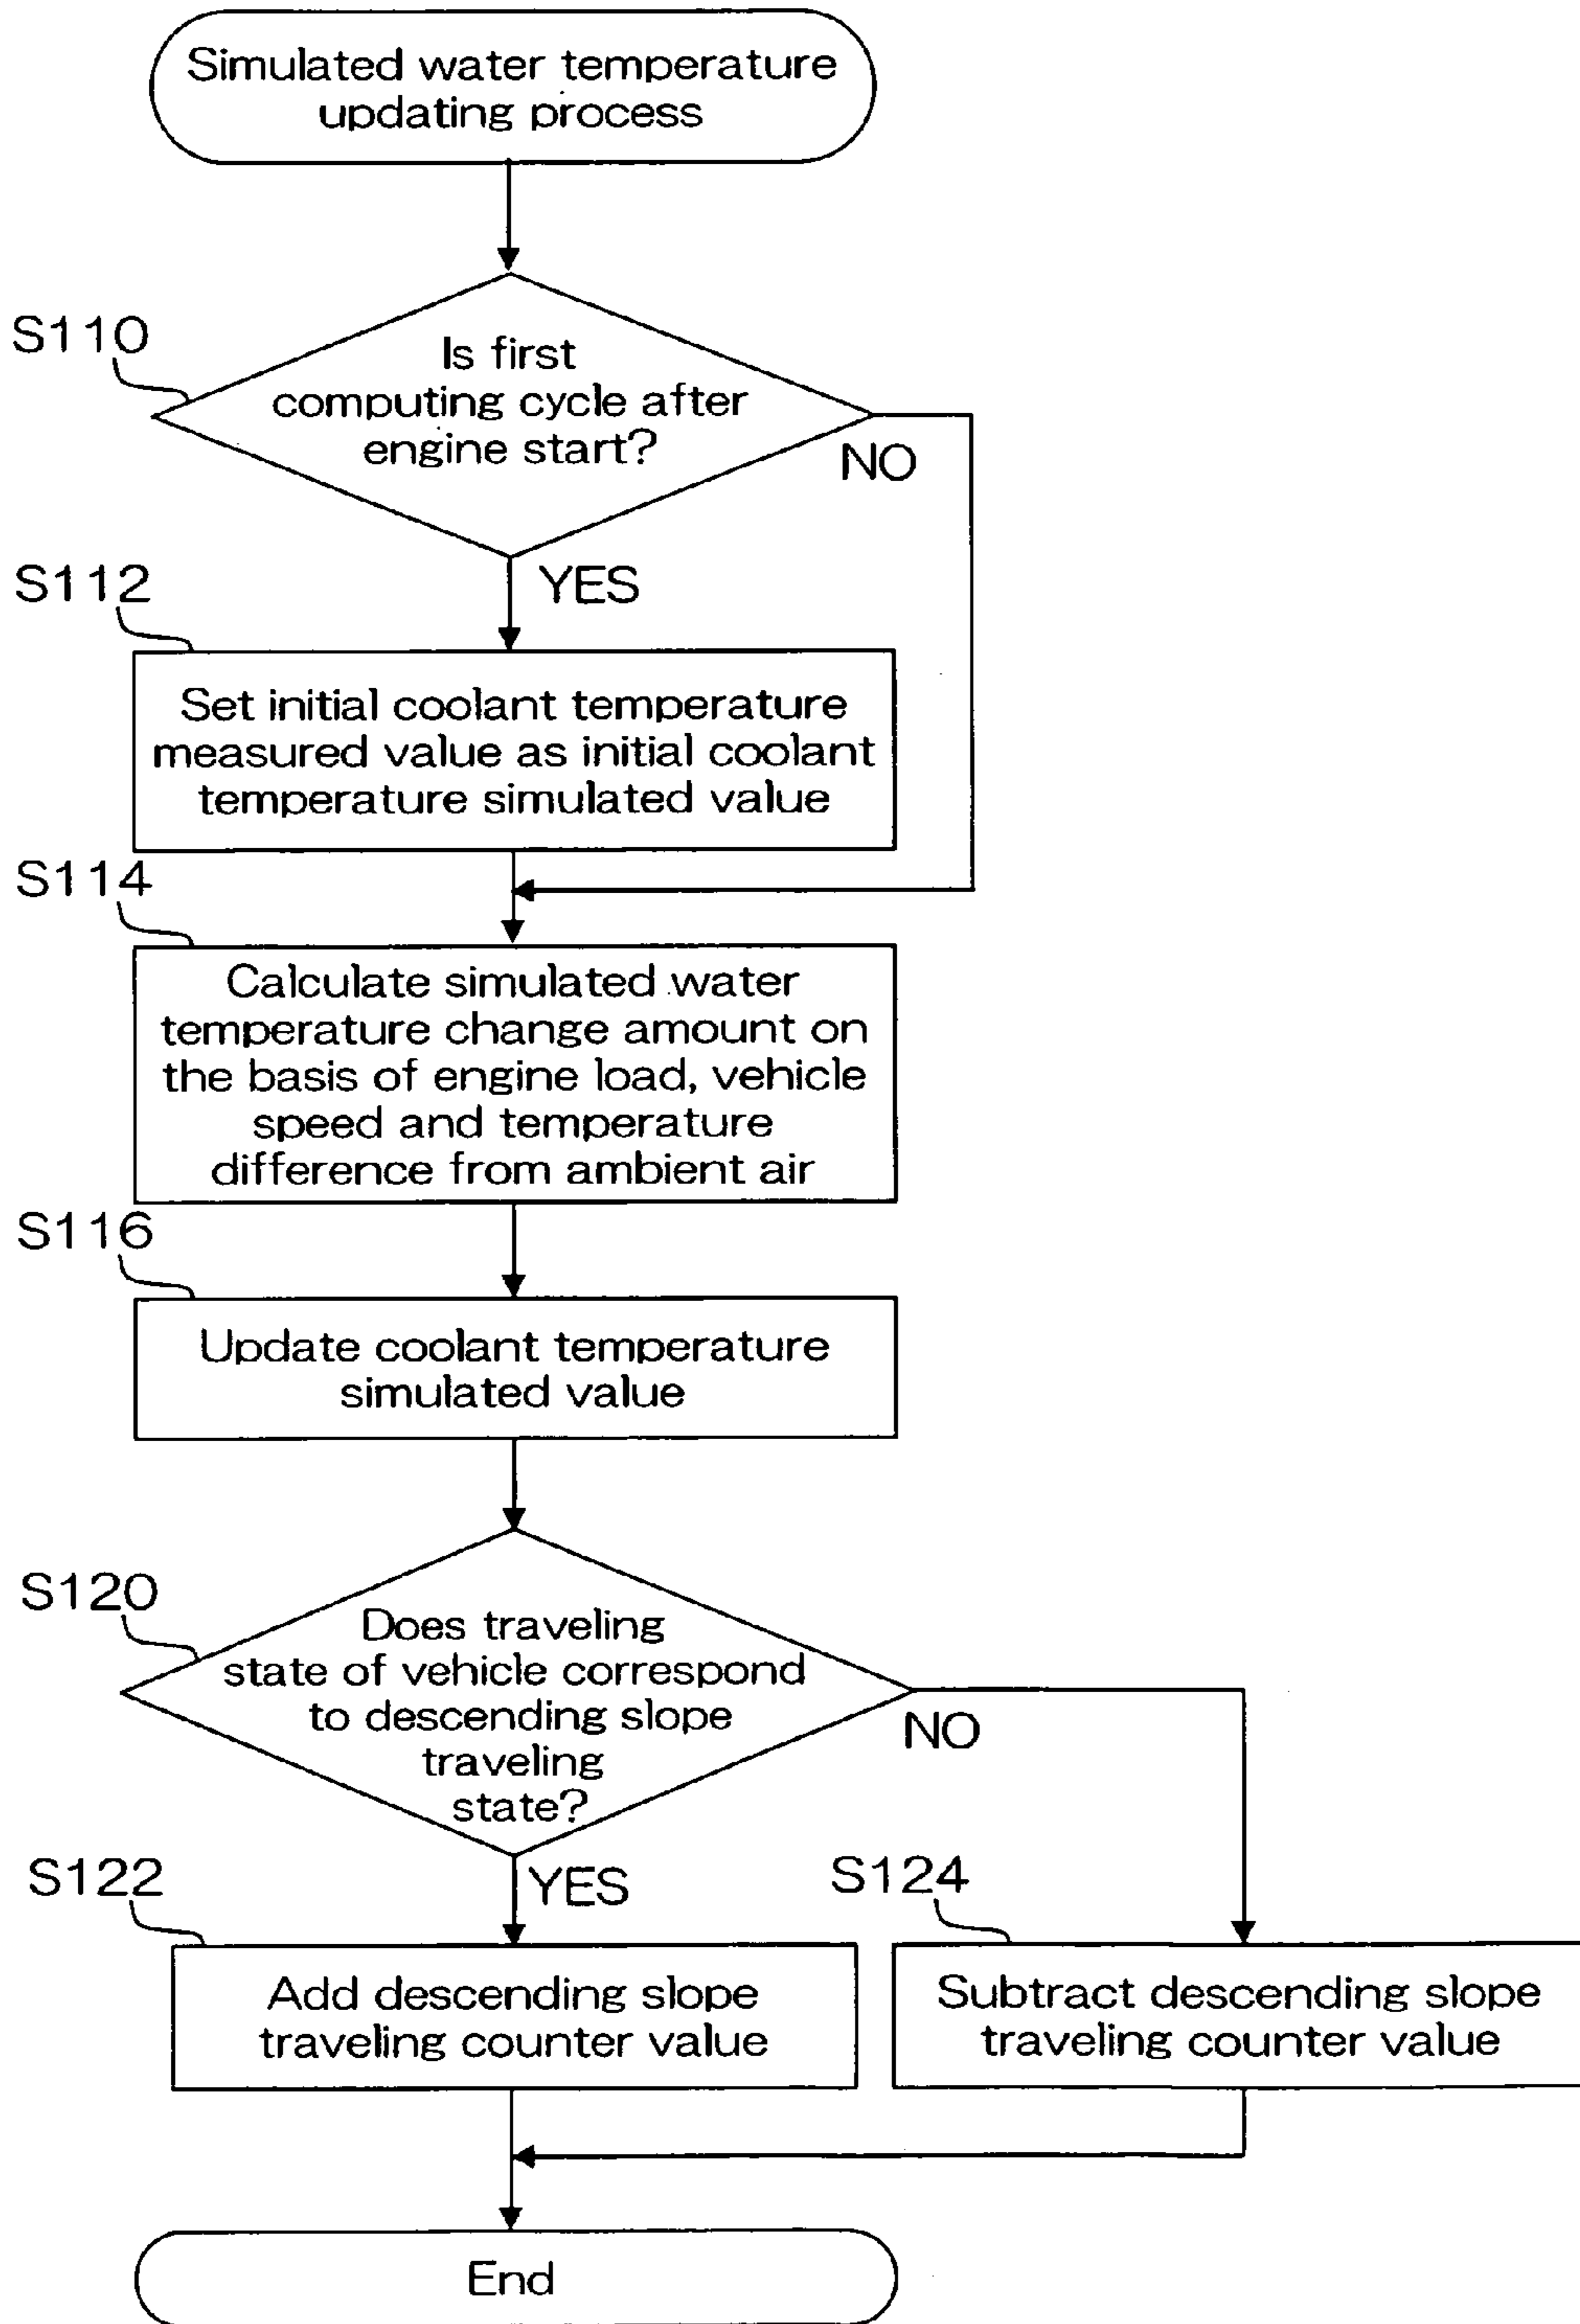 Simulated water temperature
updating process
S110
Is first
computing cycle after
engine start?
NO
S112
YES
Set initial coolant temperature
measured value as initial coolant
temperature simulated value
S114
Calculate simulated water
temperature change amount on
the basis of engine load, vehicle
speed and temperature
difference from ambient air
S116
Update coolant temperature
simulated value
S120
Does traveling
state of vehicle correspond
to descending slope
traveling
state?
NO
S122
YES
S124
Add descending slope
traveling counter value
Subtract descending slope
traveling counter value
End